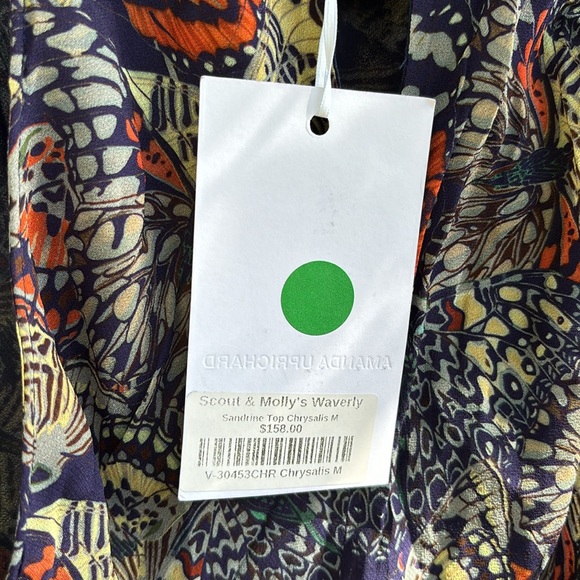 AMANDA UPRICHARD
Scout & Molly's Waverly
Sandrine Top Chrysalis M
$158.00
V-30453CHR Chrysalis M